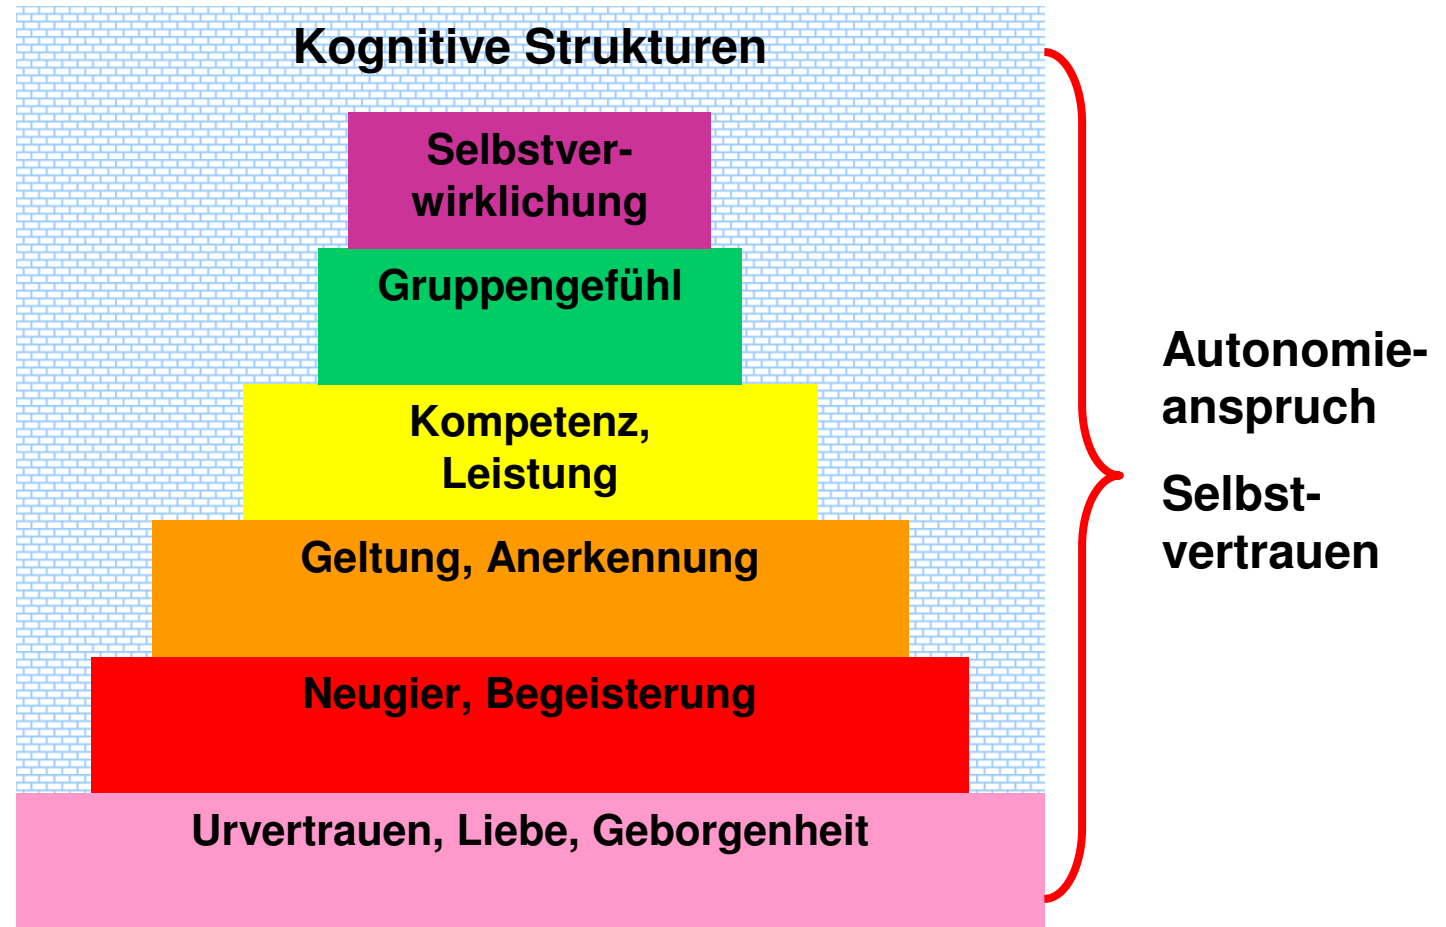 Kognitive Strukturen
Selbstver-
wirklichung
Gruppengefühl
Kompetenz,
Leistung
Geltung, Anerkennung
Neugier, Begeisterung
Urvertrauen, Liebe, Geborgenheit
Autonomie-
anspruch
Selbst-
vertrauen